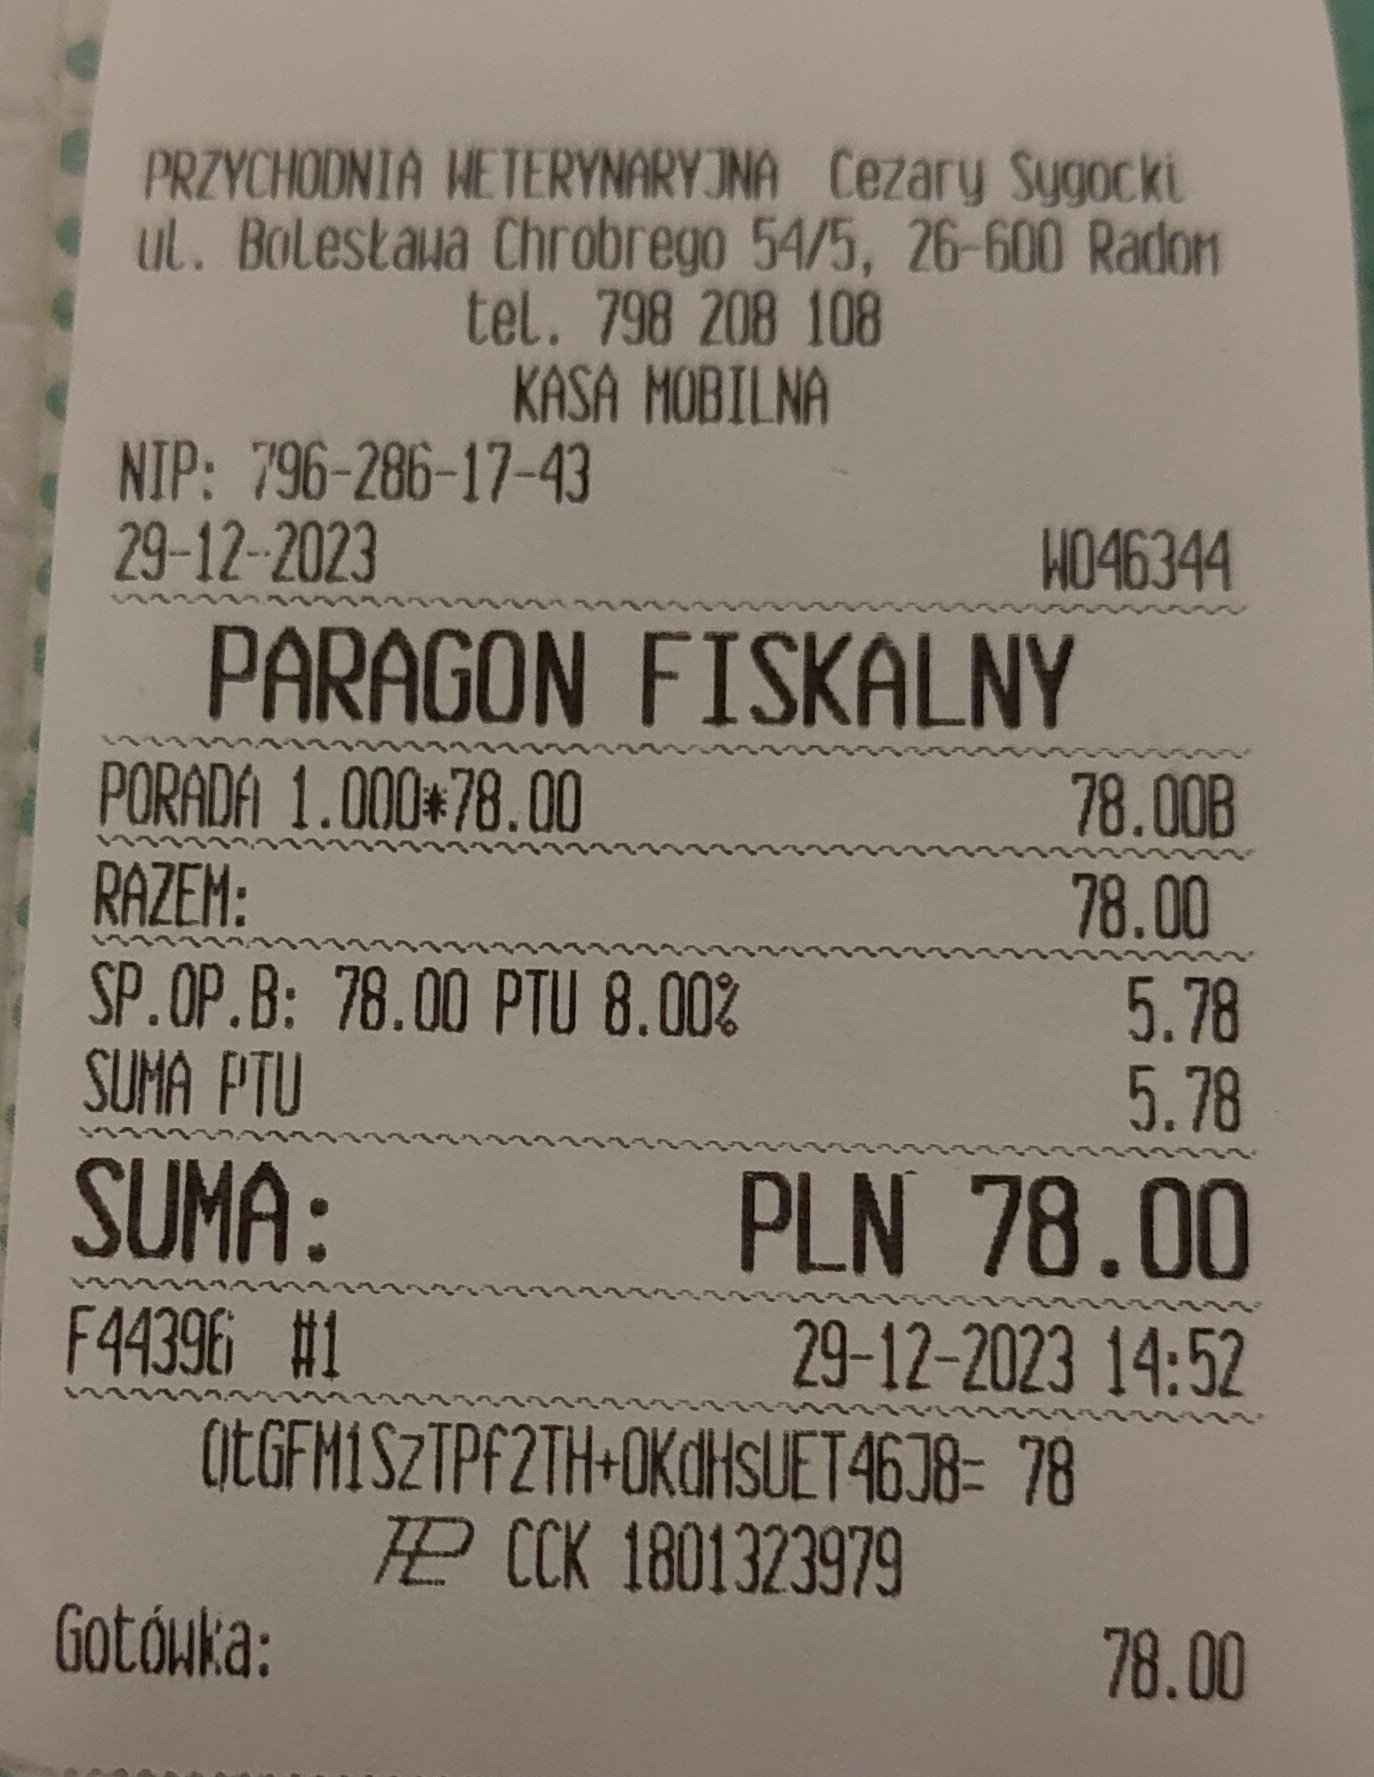 PRZYCHODNIA WETERYNARYJNA Cezary Sygocki
ul. Bolesława Chrobrego 54/5, 26-600 Radom
tel. 798 208 108
KASA MOBILNA
NIP: 796-286-17-43
29-12-2023 W046344
PARAGON FISKALNY
PORADA 1.000*78.00 78.00B
RAZEM: 78.00
SP.OP.B: 78.00 PTU 8.00% 5.78
SUMA PTU 5.78
SUMA: PLN 78.00
F44396 #1 29-12-2023 14:52
QtGFM1SzTPf2TH+OKdHsUET46J8= 78
CCK 1801323979
Gotówka: 78.00